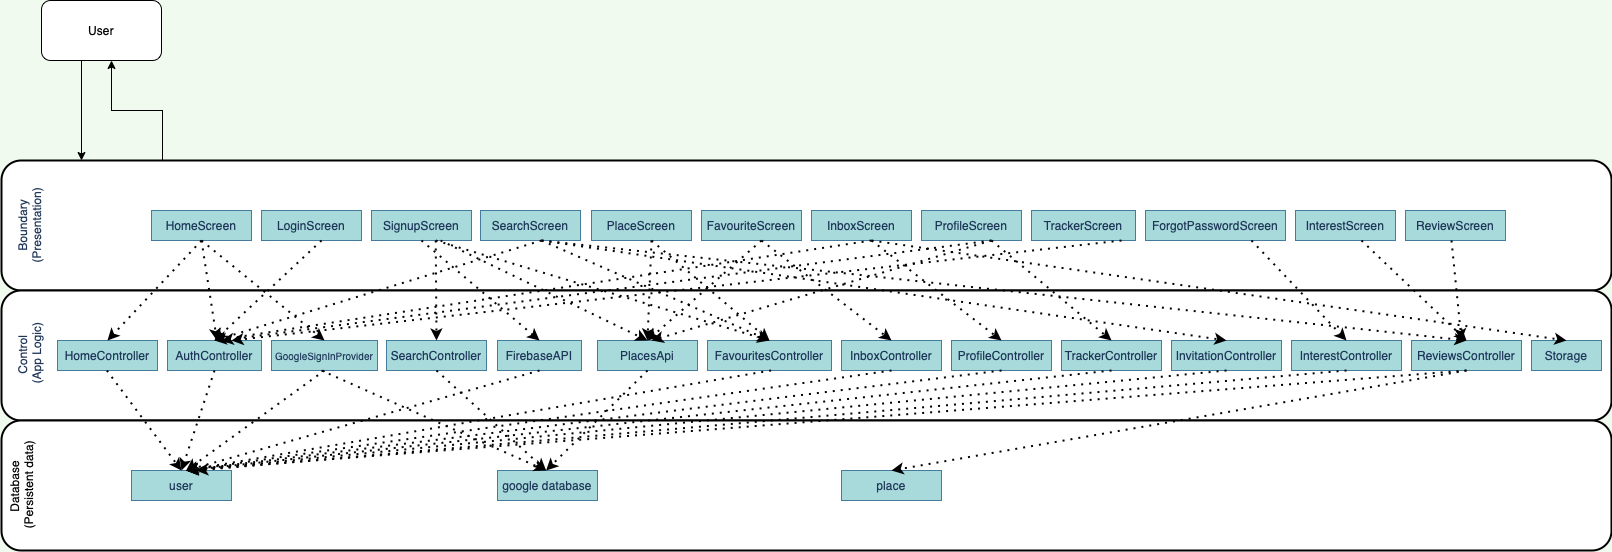 User
Boundary
(Presentation)
HomeScreen
LoginScreen
SignupScreen
SearchScreen
PlaceScreen
FavouriteScreen
InboxScreen
ProfileScreen
TrackerScreen
ForgotPasswordScreen
InterestScreen
ReviewScreen
Control
(App Logic)
HomeController
AuthController
GoogleSignInProvider
SearchController
FirebaseAPI
PlacesApi
FavouritesController
InboxController
ProfileController
TrackerController
InvitationController
InterestController
ReviewsController
Storage
Database
(Persistent data)
user
google database
place